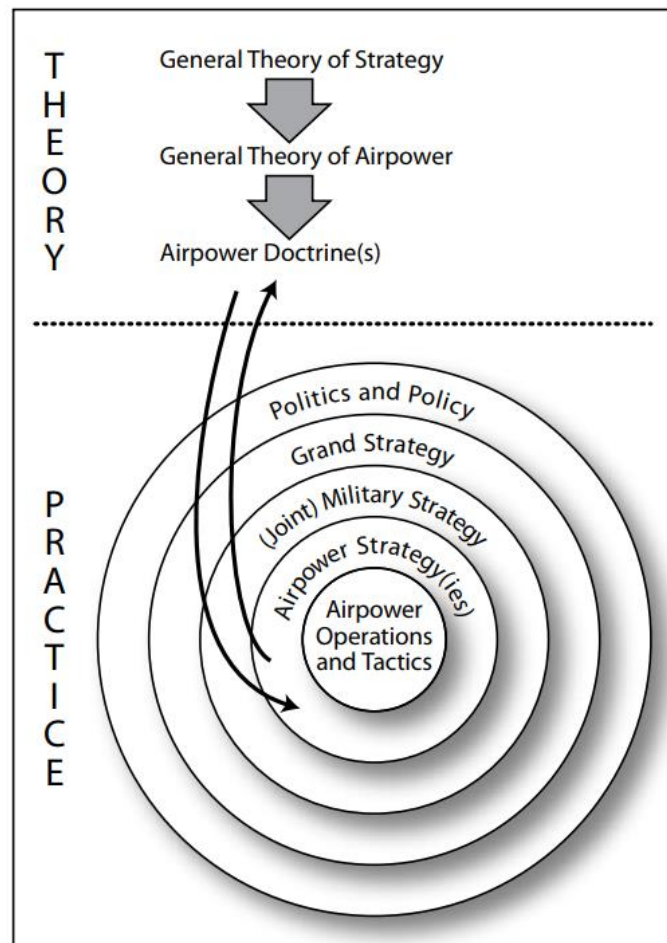 THEORY
General Theory of Strategy
General Theory of Airpower
Airpower Doctrine(s)
PRACTICE
Politics and Policy
Grand Strategy
(Joint) Military Strategy
Airpower Strategy(ies)
Airpower
Operations
and Tactics